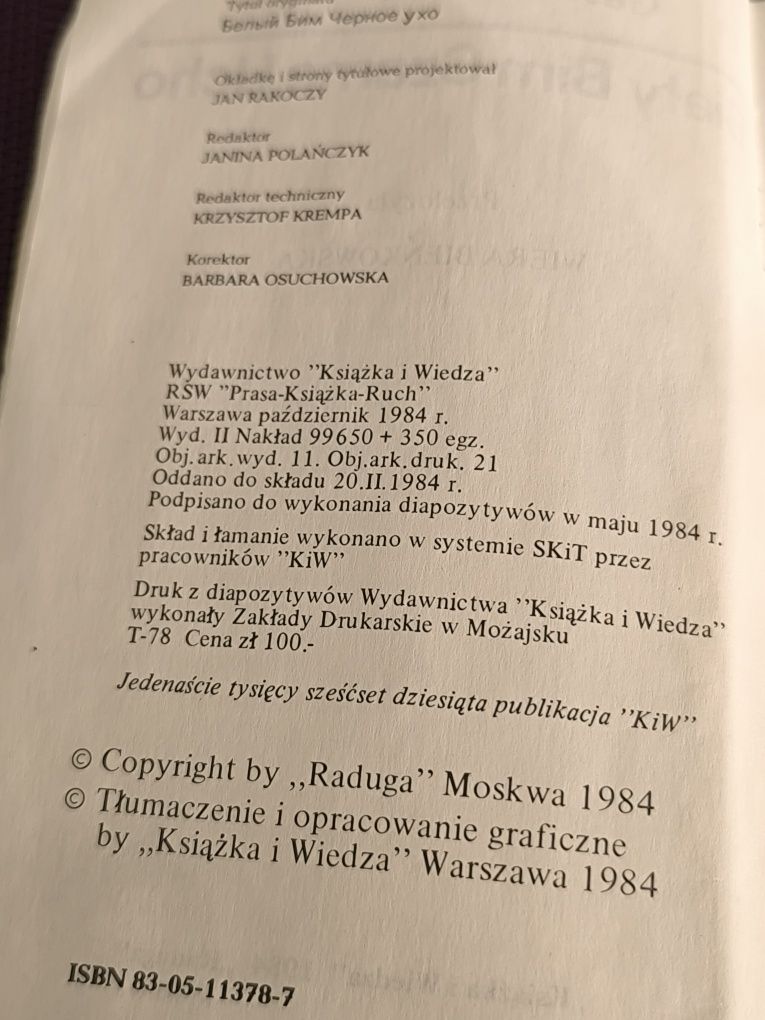 Tytuł oryginału
Белый Бим Черное ухо
Okładkę i strony tytułowe projektował
JAN RAKOCZY
Redaktor
JANINA POLAŃCZYK
Redaktor techniczny
KRZYSZTOF KREMPA
Korektor
BARBARA OSUCHOWSKA
Wydawnictwo "Książka i Wiedza"
RSW "Prasa-Książka-Ruch"
Warszawa październik 1984 r.
Wyd. II Nakład 99650 + 350 egz.
Obj.ark.wyd. 11. Obj.ark.druk. 21
Oddano do składu 20.II.1984 r.
Podpisano do wykonania diapozytywów w maju 1984 r.
Skład i łamanie wykonano w systemie SKiT przez
pracowników "KiW"
Druk z diapozytywów Wydawnictwa "Książka i Wiedza"
wykonały Zakłady Drukarskie w Możajsku
T-78 Cena zł 100.-
Jedenaście tysięcy sześćset dziesiąta publikacja "KiW"
© Copyright by ,,Raduga" Moskwa 1984
© Tłumaczenie i opracowanie graficzne
by ,,Książka i Wiedza" Warszawa 1984
ISBN 83-05-11378-7